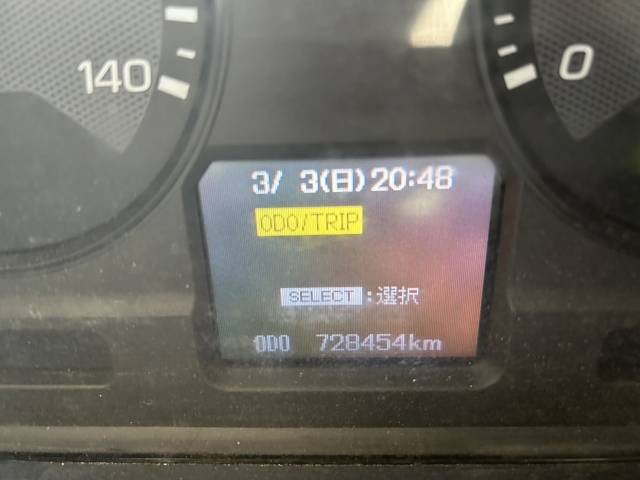 140
0
3/ 3(日)20:48
ODO/TRIP
SELECT:選択
ODO 728454km